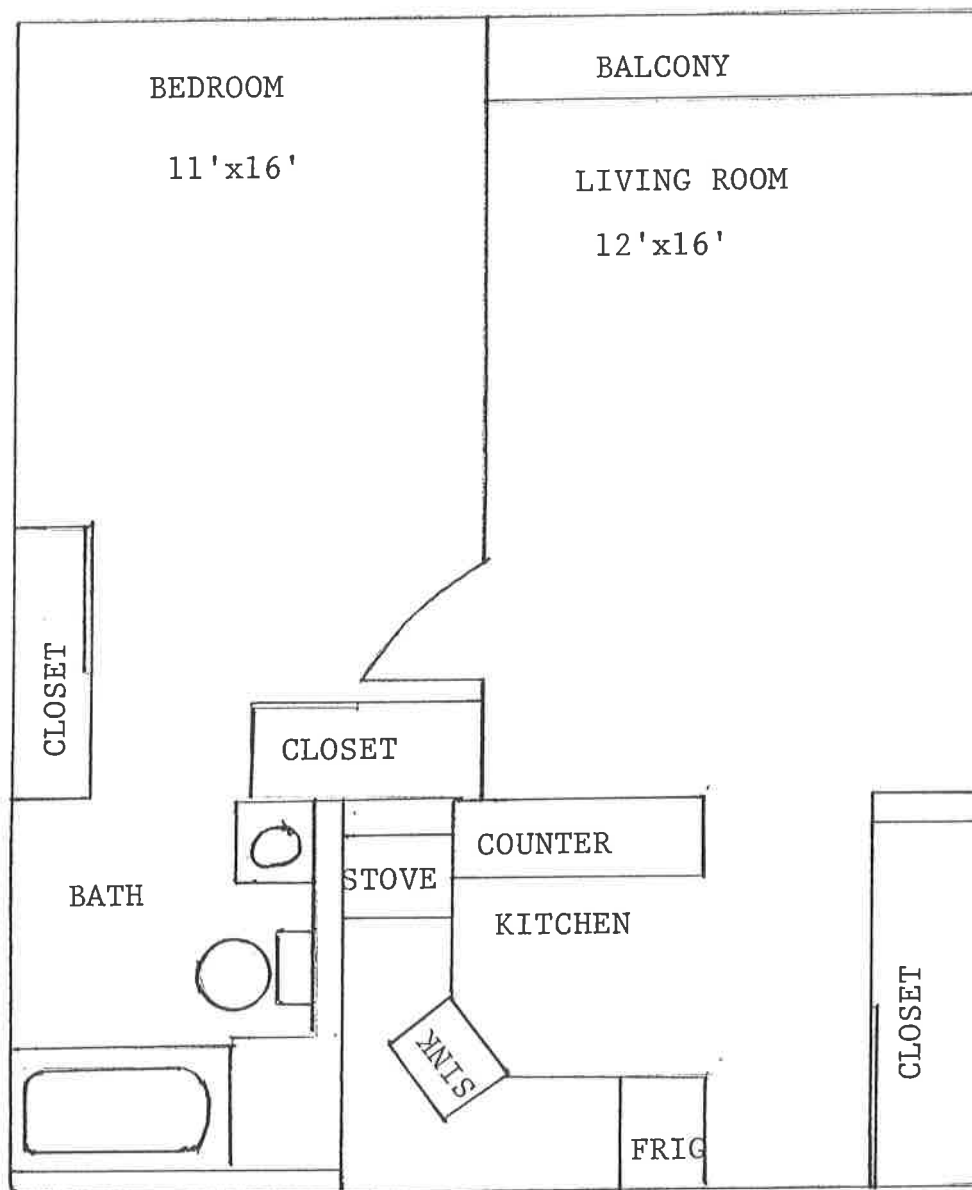 BEDROOM
11'x16'
BALCONY
LIVING ROOM
12'x16'
CLOSET
CLOSET
COUNTER
STOVE
BATH
KITCHEN
SINK
CLOSET
FRIG